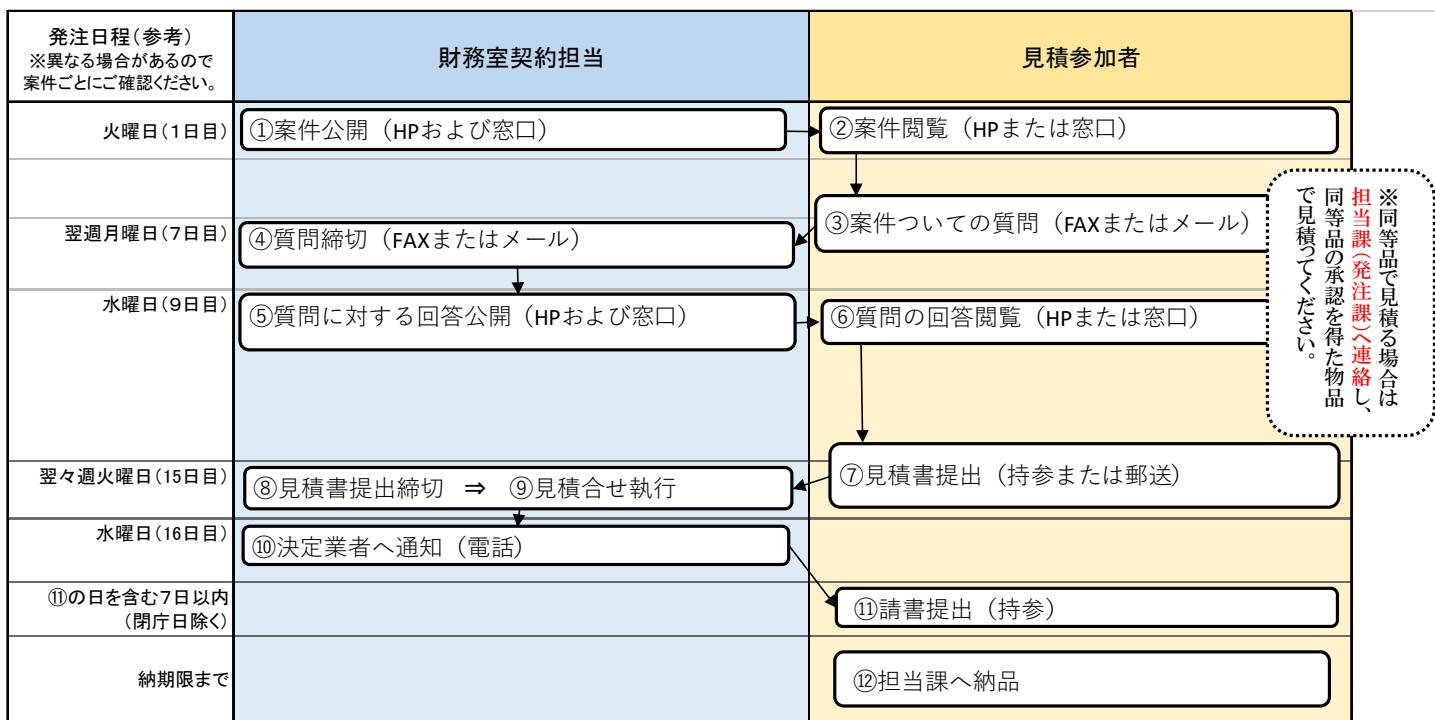 発注日程(参考)
※異なる場合があるので
案件ごとにご確認ください。
財務室契約担当
見積参加者
火曜日(1日目)
①案件公開（HPおよび窓口）
②案件閲覧（HPまたは窓口）
③案件ついての質問（FAXまたはメール）
翌週月曜日(7日目)
④質問締切（FAXまたはメール）
水曜日(9日目)
⑤質問に対する回答公開（HPおよび窓口）
⑥質問の回答閲覧（HPまたは窓口）
※同等品で見積る場合は
担当課(発注課)へ連絡し、
同等品の承認を得た物品
で見積ってください。
⑦見積書提出（持参または郵送）
翌々週火曜日(15日目)
⑧見積書提出締切 ⇒ ⑨見積合せ執行
水曜日(16日目)
⑩決定業者へ通知（電話）
⑪の日を含む7日以内
(閉庁日除く)
⑪請書提出（持参）
納期限まで
⑫担当課へ納品